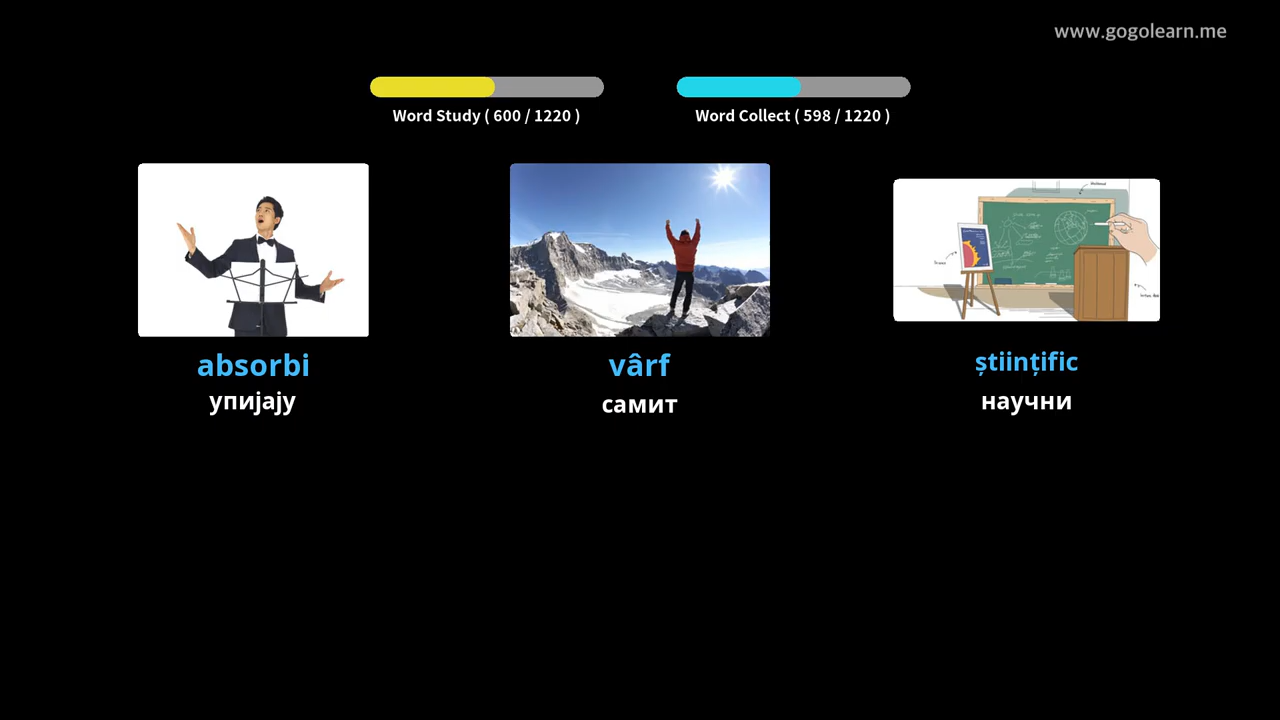 www.gogolearn.me
Word Study ( 600 / 1220 )
Word Collect ( 598 / 1220 )
absorbi
упијају
vârf
самит
științific
научни